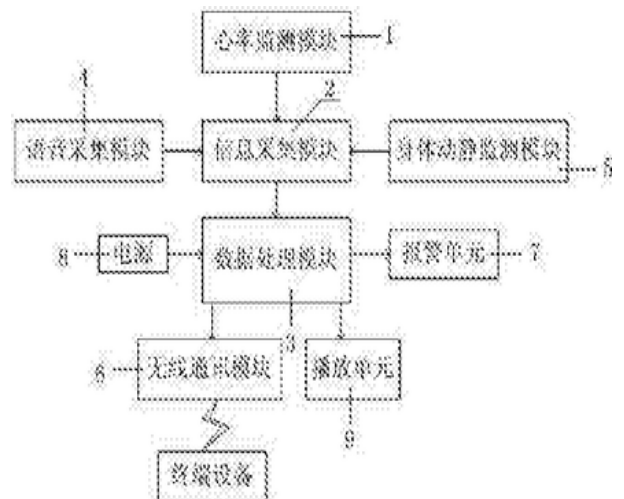 心率监测模块
1
4
2
语音采集模块
信息采集模块
身体动静监测模块
5
8
电源
数据处理模块
报警单元
7
3
6
无线通讯模块
播放单元
9
终端设备